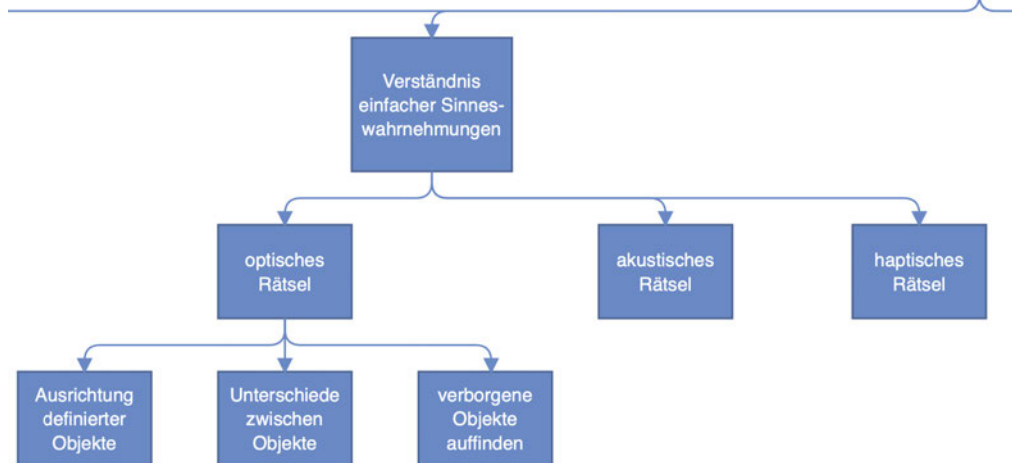 Verständnis
einfacher Sinnes-
wahrnehmungen
optisches
Rätsel
akustisches
Rätsel
haptisches
Rätsel
Ausrichtung
definierter
Objekte
Unterschiede
zwischen
Objekte
verborgene
Objekte
auffinden